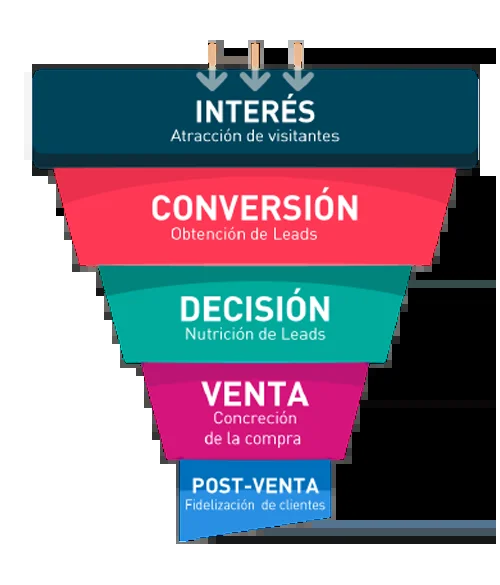 INTERÉS
Atracción de visitantes
CONVERSIÓN
Obtención de Leads
DECISIÓN
Nutrición de Leads
VENTA
Concreción
de la compra
POST-VENTA
Fidelización de clientes